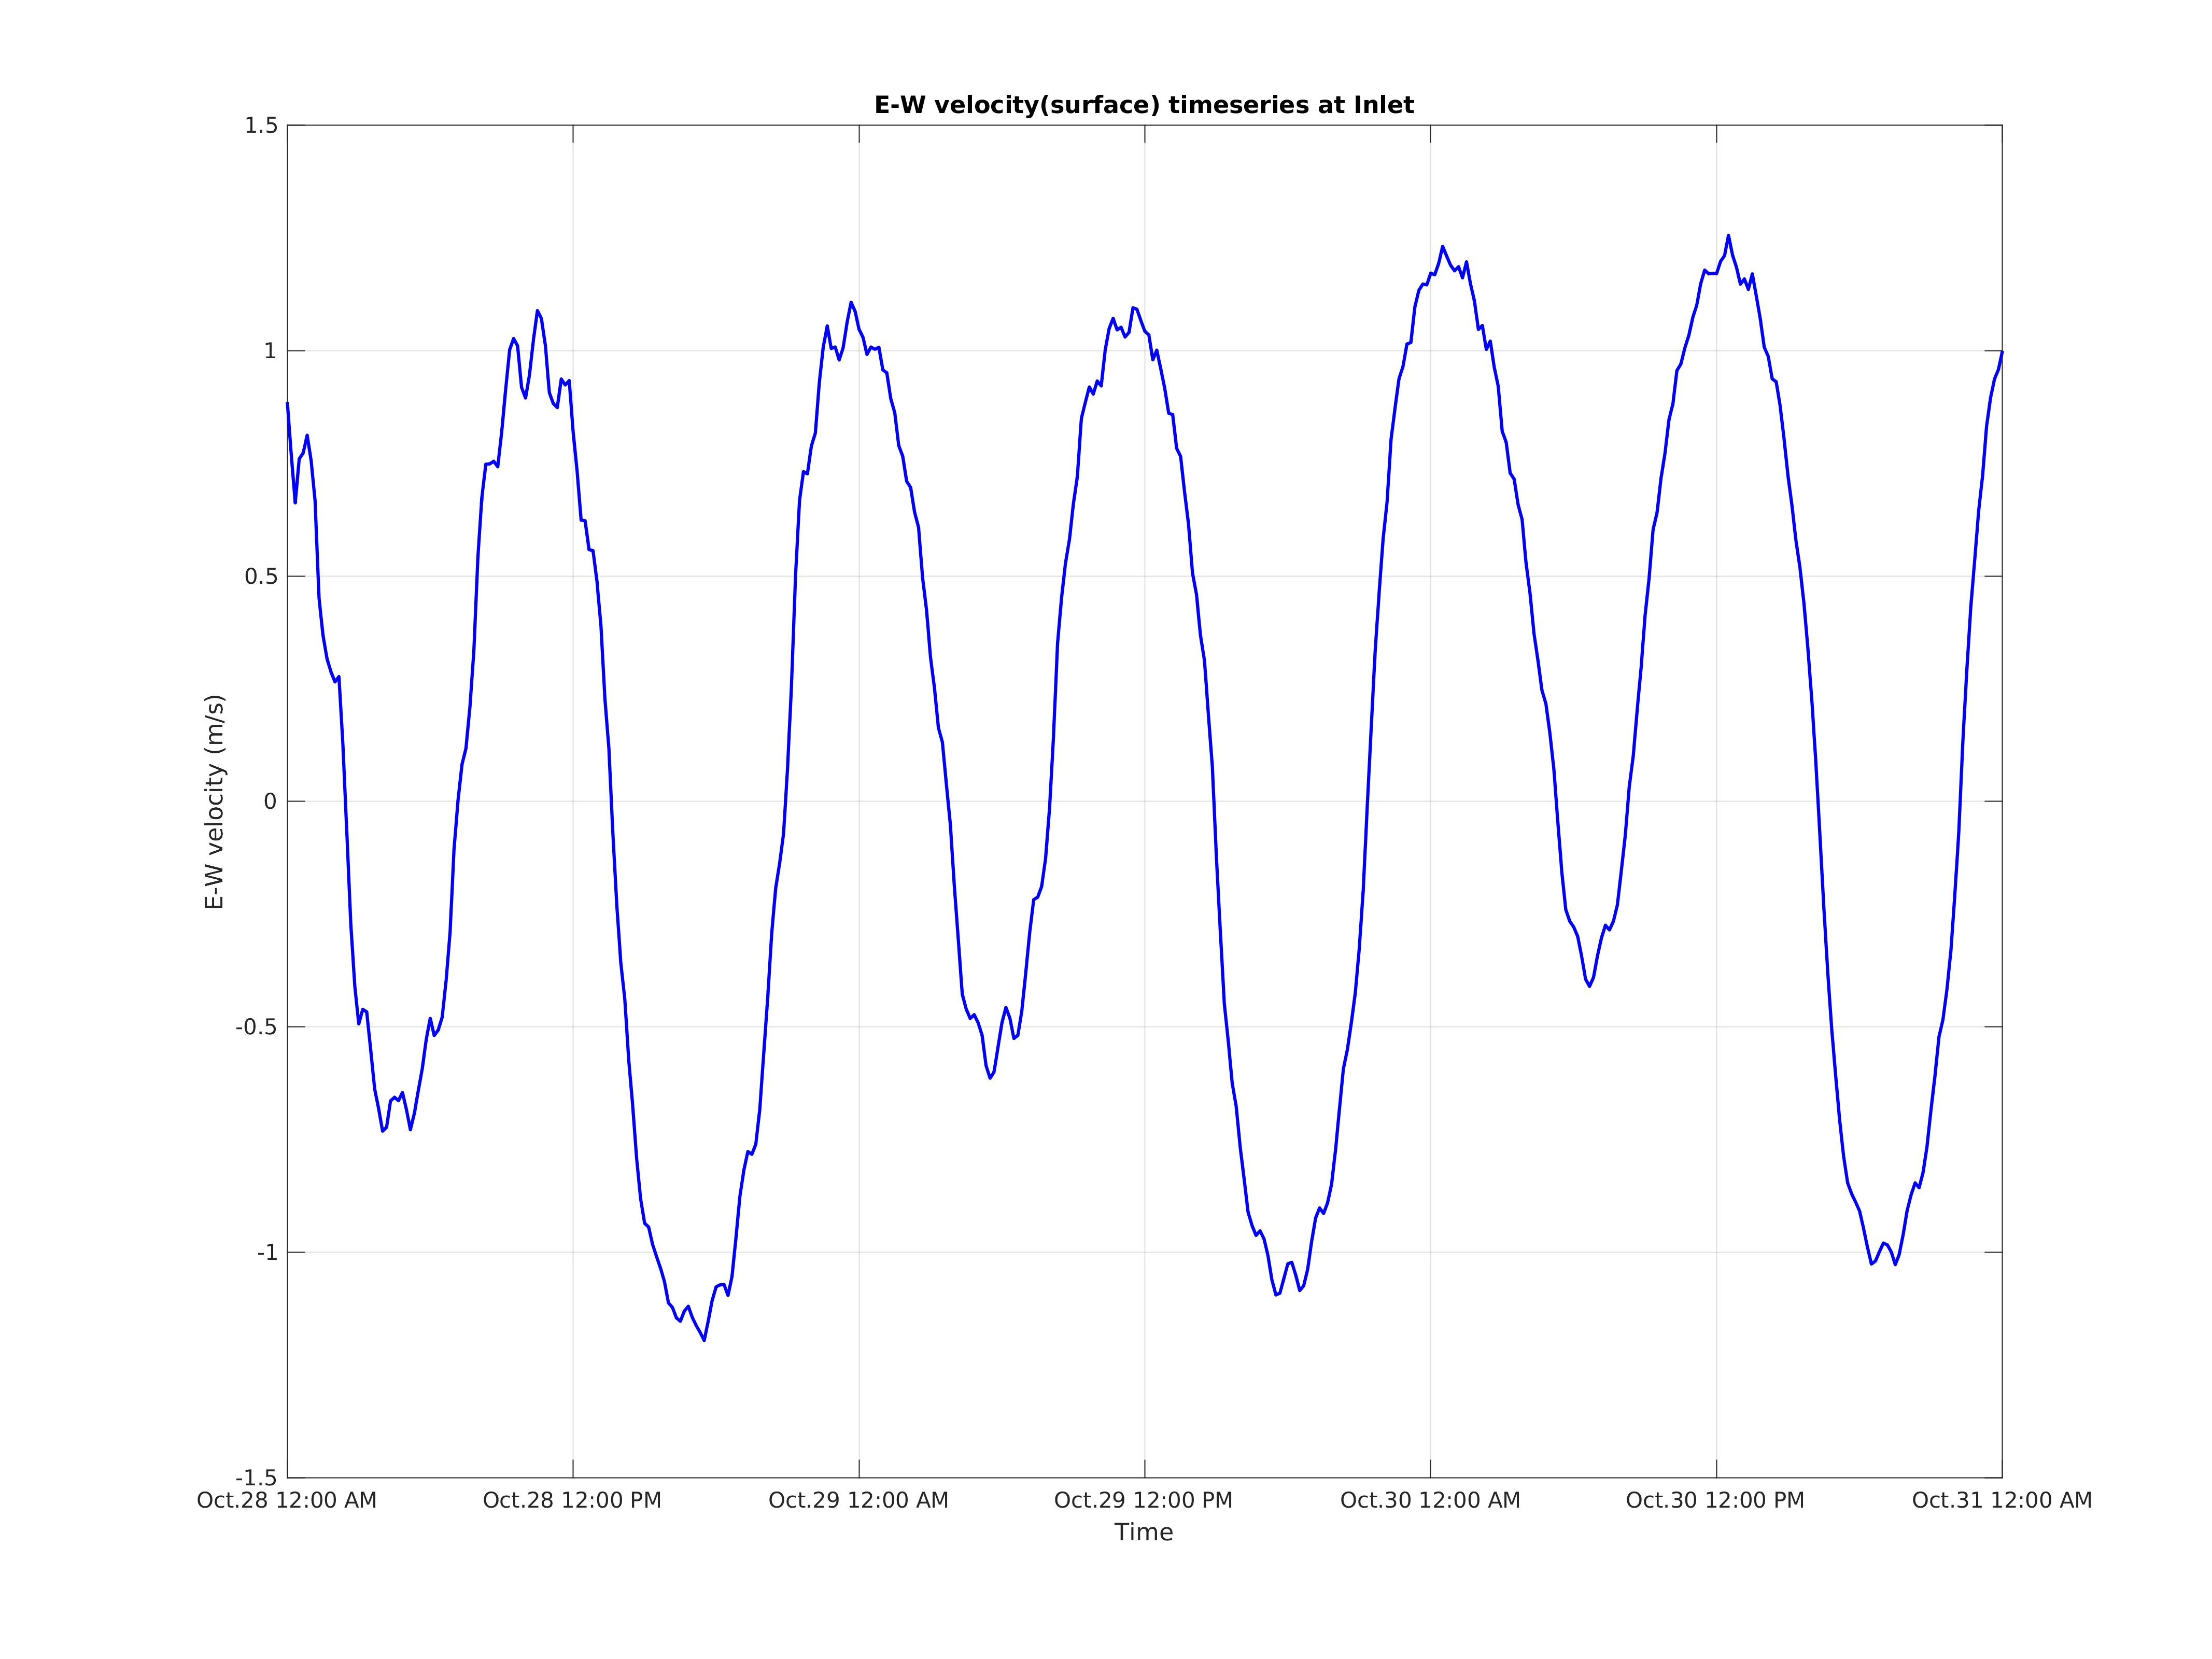 E-W velocity(surface) timeseries at Inlet
1.5
1
0.5
0
-0.5
-1
-1.5
E-W velocity (m/s)
Oct.28 12:00 AM
Oct.28 12:00 PM
Oct.29 12:00 AM
Oct.29 12:00 PM
Oct.30 12:00 AM
Oct.30 12:00 PM
Oct.31 12:00 AM
Time